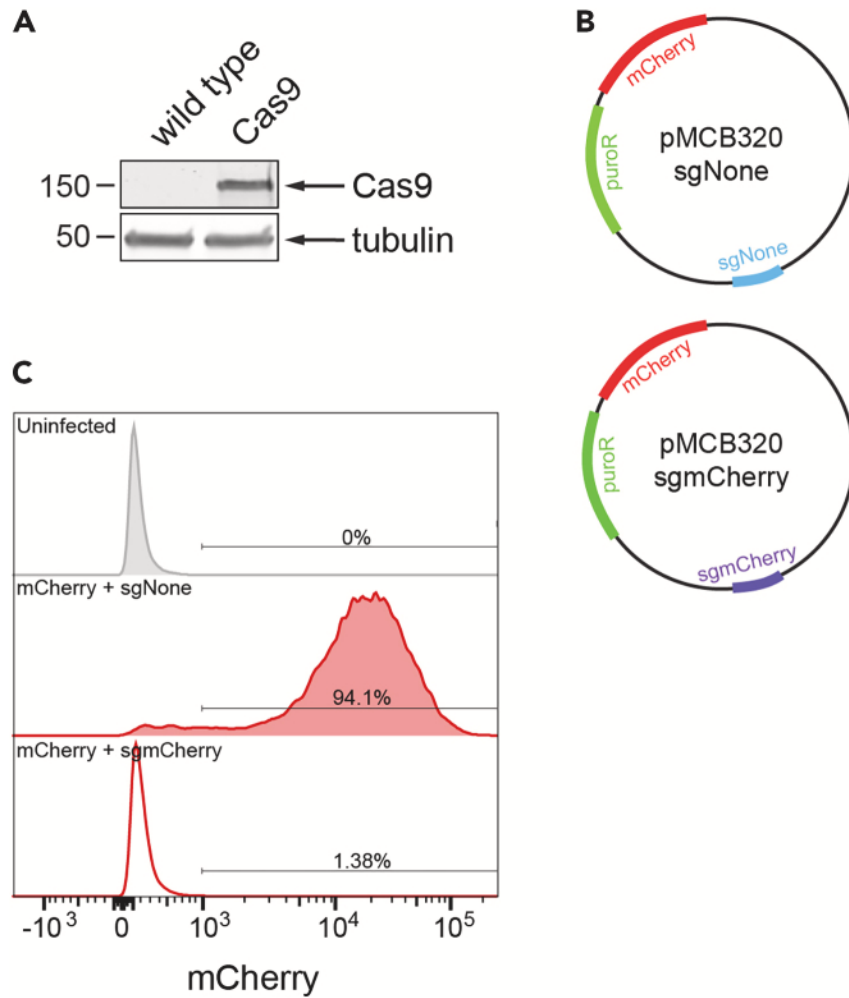 A
wild type
Cas9
150
Cas9
50
tubulin
B
mCherry
puroR
pMCB320
sgNone
sgNone
mCherry
puroR
pMCB320
sgmCherry
sgmCherry
C
Uninfected
0%
mCherry + sgNone
94.1%
mCherry + sgmCherry
1.38%
-10³ 0 10³ 10⁴ 10⁵
mCherry